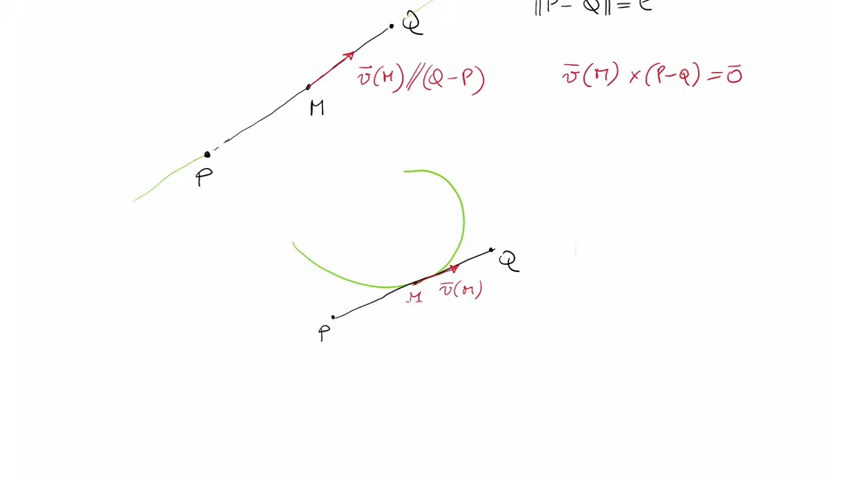 Q
‖P-Q‖=ℓ
v̄(M)∥(Q-P)
v̄(M)×(P-Q)=0̄
M
P
Q
M v̄(M)
P